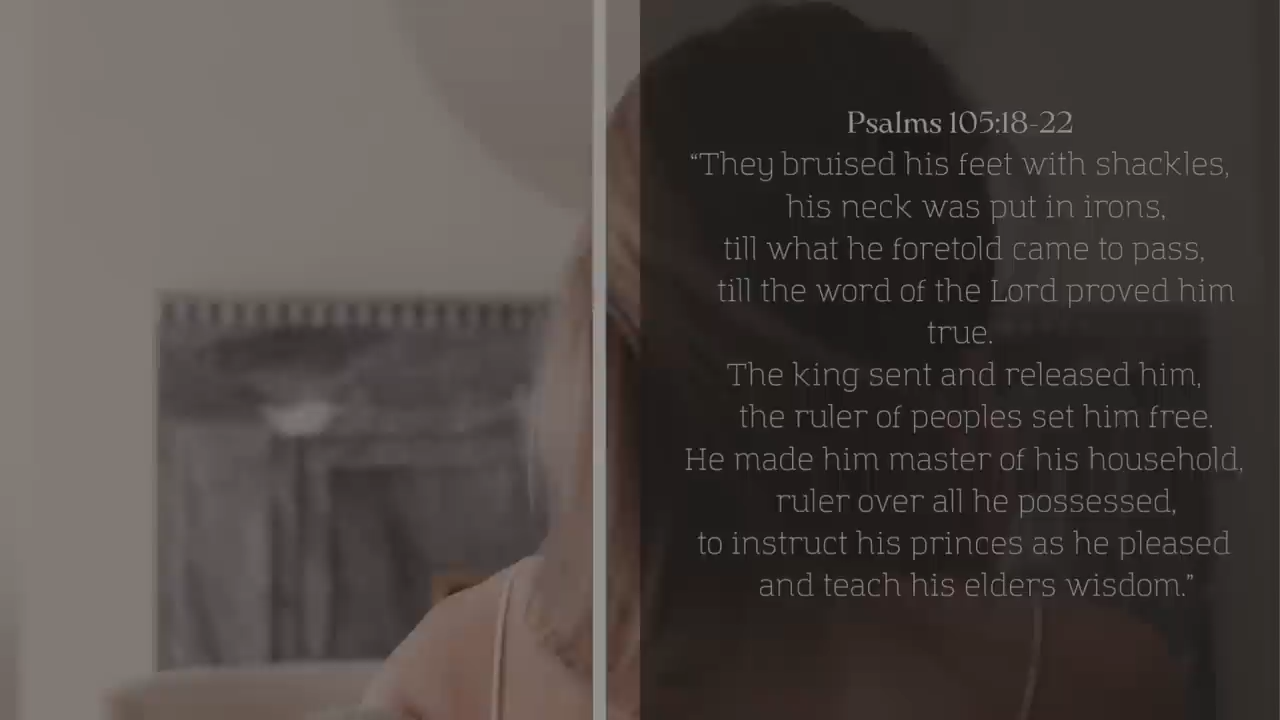 Psalms 105:18-22
“They bruised his feet with shackles,
his neck was put in irons,
till what he foretold came to pass,
till the word of the Lord proved him
true.
The king sent and released him,
the ruler of peoples set him free.
He made him master of his household,
ruler over all he possessed,
to instruct his princes as he pleased
and teach his elders wisdom.”